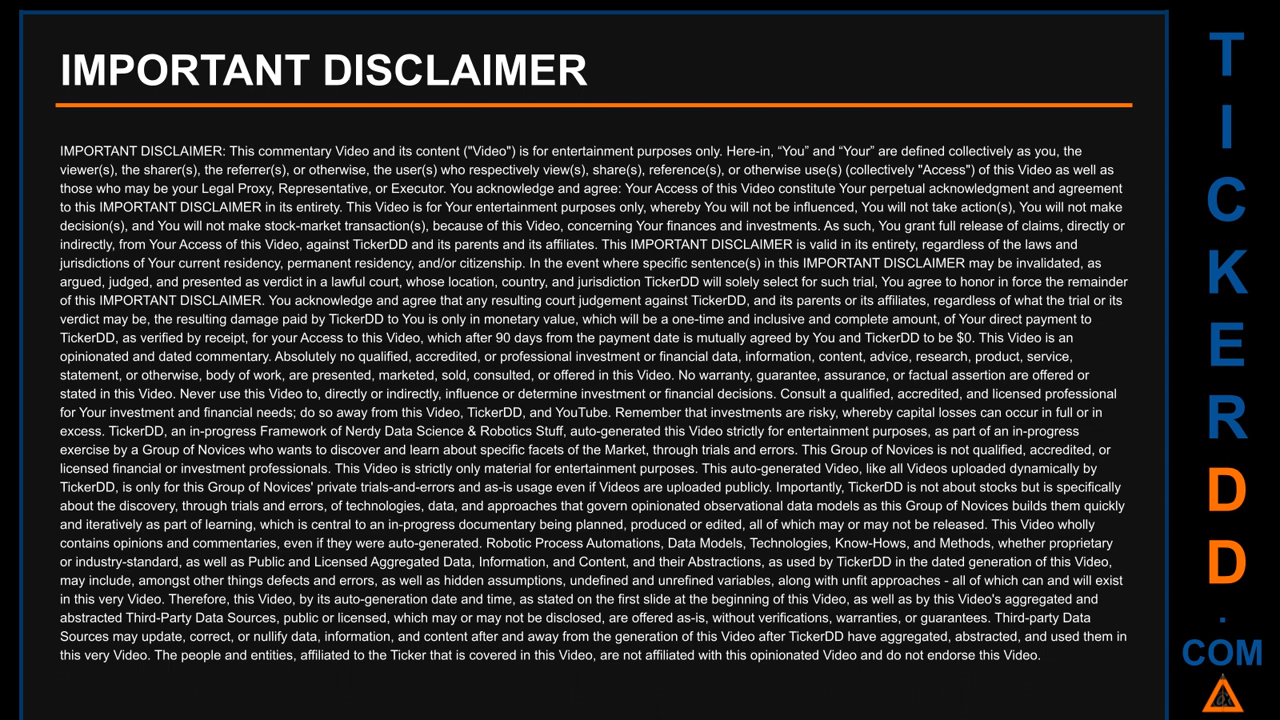 IMPORTANT DISCLAIMER
IMPORTANT DISCLAIMER: This commentary Video and its content ("Video") is for entertainment purposes only. Here-in, “You” and “Your” are defined collectively as you, the
viewer(s), the sharer(s), the referrer(s), or otherwise, the user(s) who respectively view(s), share(s), reference(s), or otherwise use(s) (collectively "Access") of this Video as well as
those who may be your Legal Proxy, Representative, or Executor. You acknowledge and agree: Your Access of this Video constitute Your perpetual acknowledgment and agreement
to this IMPORTANT DISCLAIMER in its entirety. This Video is for Your entertainment purposes only, whereby You will not be influenced, You will not take action(s), You will not make
decision(s), and You will not make stock-market transaction(s), because of this Video, concerning Your finances and investments. As such, You grant full release of claims, directly or
indirectly, from Your Access of this Video, against TickerDD and its parents and its affiliates. This IMPORTANT DISCLAIMER is valid in its entirety, regardless of the laws and
jurisdictions of Your current residency, permanent residency, and/or citizenship. In the event where specific sentence(s) in this IMPORTANT DISCLAIMER may be invalidated, as
argued, judged, and presented as verdict in a lawful court, whose location, country, and jurisdiction TickerDD will solely select for such trial, You agree to honor in force the remainder
of this IMPORTANT DISCLAIMER. You acknowledge and agree that any resulting court judgement against TickerDD, and its parents or its affiliates, regardless of what the trial or its
verdict may be, the resulting damage paid by TickerDD to You is only in monetary value, which will be a one-time and inclusive and complete amount, of Your direct payment to
TickerDD, as verified by receipt, for your Access to this Video, which after 90 days from the payment date is mutually agreed by You and TickerDD to be $0. This Video is an
opinionated and dated commentary. Absolutely no qualified, accredited, or professional investment or financial data, information, content, advice, research, product, service,
statement, or otherwise, body of work, are presented, marketed, sold, consulted, or offered in this Video. No warranty, guarantee, assurance, or factual assertion are offered or
stated in this Video. Never use this Video to, directly or indirectly, influence or determine investment or financial decisions. Consult a qualified, accredited, and licensed professional
for Your investment and financial needs; do so away from this Video, TickerDD, and YouTube. Remember that investments are risky, whereby capital losses can occur in full or in
excess. TickerDD, an in-progress Framework of Nerdy Data Science & Robotics Stuff, auto-generated this Video strictly for entertainment purposes, as part of an in-progress
exercise by a Group of Novices who wants to discover and learn about specific facets of the Market, through trials and errors. This Group of Novices is not qualified, accredited, or
licensed financial or investment professionals. This Video is strictly only material for entertainment purposes. This auto-generated Video, like all Videos uploaded dynamically by
TickerDD, is only for this Group of Novices' private trials-and-errors and as-is usage even if Videos are uploaded publicly. Importantly, TickerDD is not about stocks but is specifically
about the discovery, through trials and errors, of technologies, data, and approaches that govern opinionated observational data models as this Group of Novices builds them quickly
and iteratively as part of learning, which is central to an in-progress documentary being planned, produced or edited, all of which may or may not be released. This Video wholly
contains opinions and commentaries, even if they were auto-generated. Robotic Process Automations, Data Models, Technologies, Know-Hows, and Methods, whether proprietary
or industry-standard, as well as Public and Licensed Aggregated Data, Information, and Content, and their Abstractions, as used by TickerDD in the dated generation of this Video,
may include, amongst other things defects and errors, as well as hidden assumptions, undefined and unrefined variables, along with unfit approaches - all of which can and will exist
in this very Video. Therefore, this Video, by its auto-generation date and time, as stated on the first slide at the beginning of this Video, as well as by this Video's aggregated and
abstracted Third-Party Data Sources, public or licensed, which may or may not be disclosed, are offered as-is, without verifications, warranties, or guarantees. Third-party Data
Sources may update, correct, or nullify data, information, and content after and away from the generation of this Video after TickerDD have aggregated, abstracted, and used them in
this very Video. The people and entities, affiliated to the Ticker that is covered in this Video, are not affiliated with this opinionated Video and do not endorse this Video.
T
I
C
K
E
R
D
D
.
COM